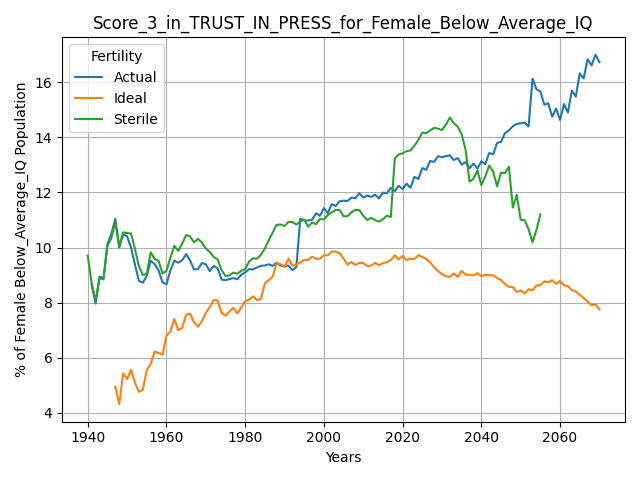 Score_3_in_TRUST_IN_PRESS_for_Female_Below_Average_IQ
Fertility
Actual
Ideal
Sterile
% of Female Below_Average_IQ Population
16
14
12
10
8
6
4
1940
1960
1980
2000
2020
2040
2060
Years